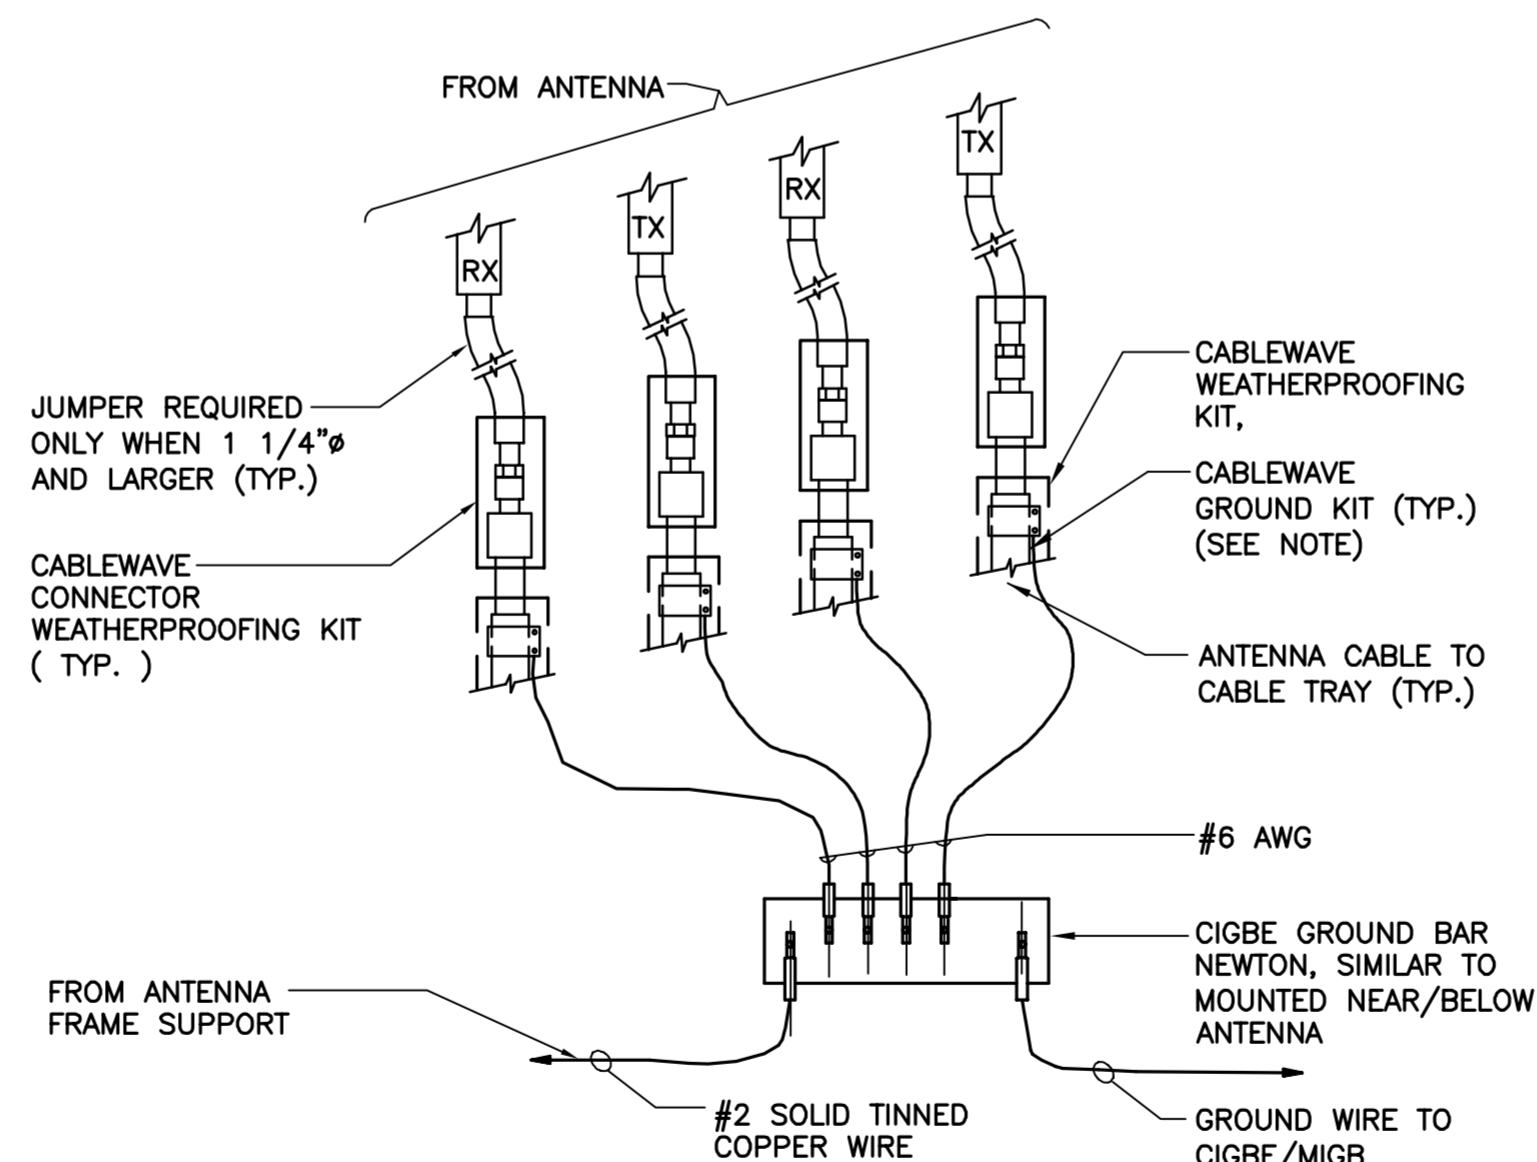 FROM ANTENNA
TX
RX
TX
RX
JUMPER REQUIRED
ONLY WHEN 1 1/4"ø
AND LARGER (TYP.)
CABLEWAVE
CONNECTOR
WEATHERPROOFING KIT
( TYP. )
CABLEWAVE
WEATHERPROOFING
KIT,
CABLEWAVE
GROUND KIT (TYP.)
(SEE NOTE)
ANTENNA CABLE TO
CABLE TRAY (TYP.)
#6 AWG
CIGBE GROUND BAR
NEWTON, SIMILAR TO
MOUNTED NEAR/BELOW
ANTENNA
FROM ANTENNA
FRAME SUPPORT
#2 SOLID TINNED
COPPER WIRE
GROUND WIRE TO
CIGBE/MIGB